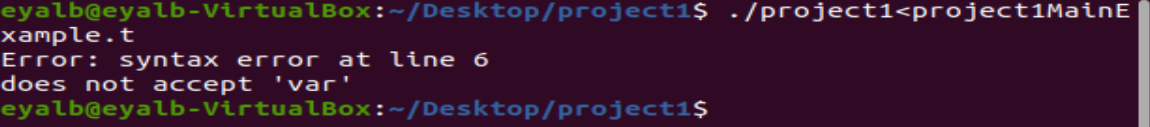 eyalb@eyalb-VirtualBox:~/Desktop/project1$ ./project1<project1MainE
xample.t
Error: syntax error at line 6
does not accept 'var'
eyalb@eyalb-VirtualBox:~/Desktop/project1$